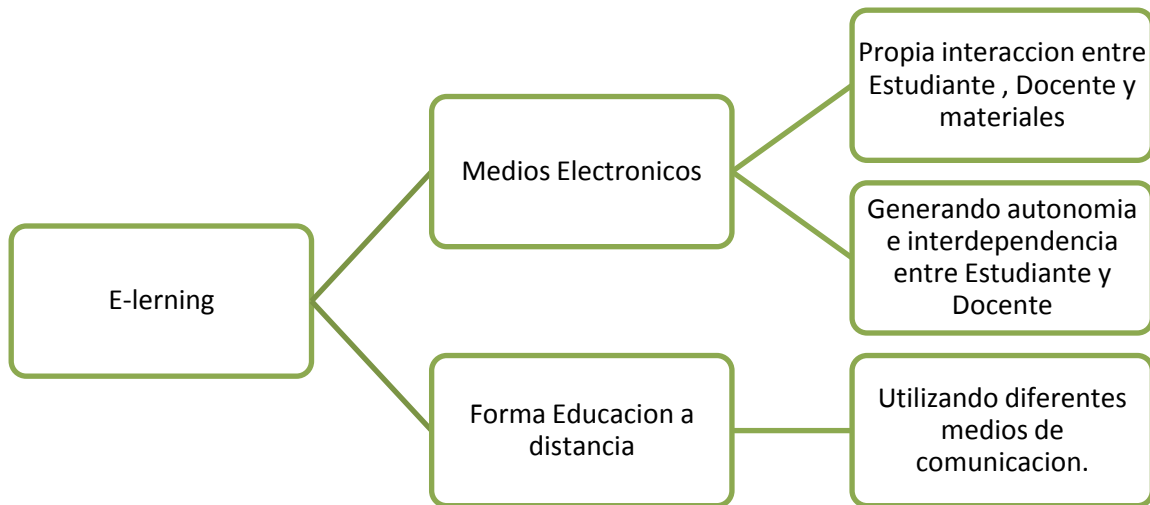 E-lerning
Medios Electronicos
Propia interaccion entre
Estudiante , Docente y
materiales
Generando autonomia
e interdependencia
entre Estudiante y
Docente
Forma Educacion a
distancia
Utilizando diferentes
medios de
comunicacion.